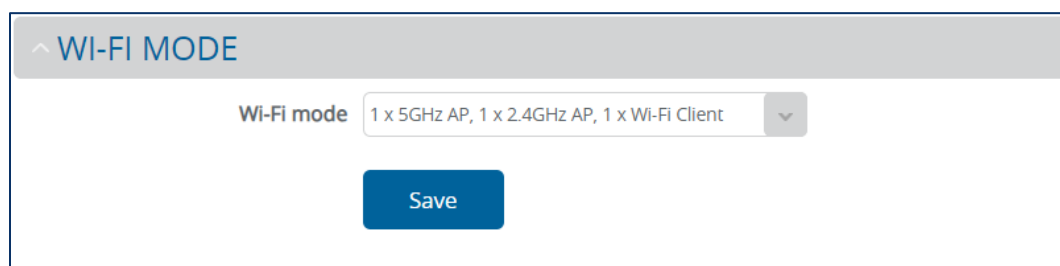 WI-FI MODE
Wi-Fi mode 1 x 5GHz AP, 1 x 2.4GHz AP, 1 x Wi-Fi Client
Save